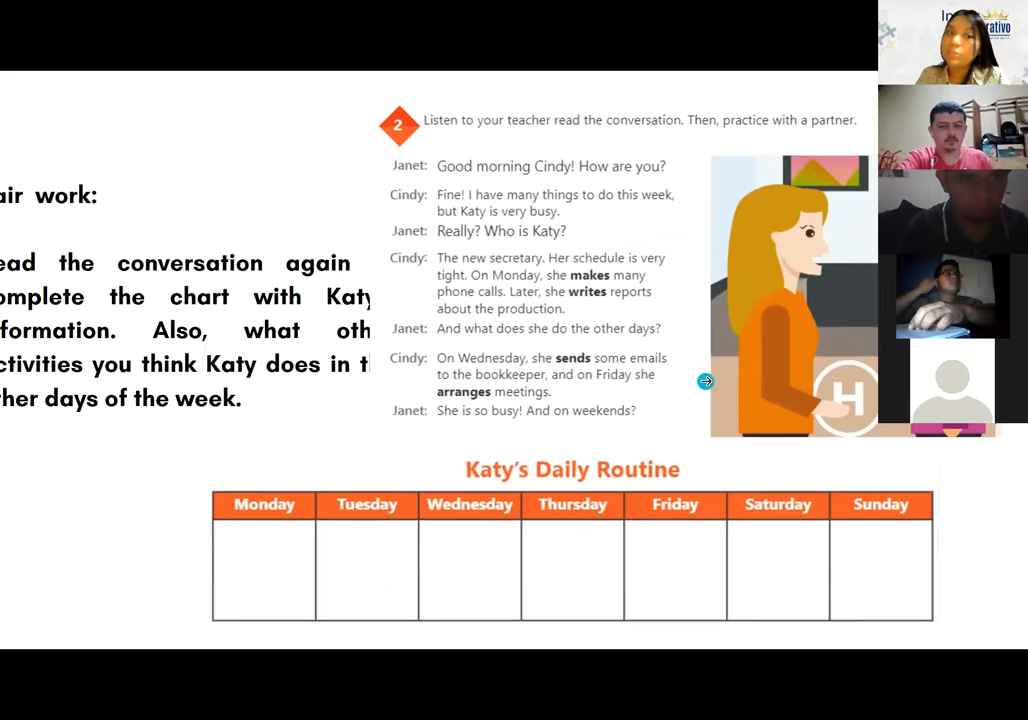 air work:
ead the conversation again
omplete the chart with Katy
formation. Also, what oth
ctivities you think Katy does in t
ther days of the week.
2 Listen to your teacher read the conversation. Then, practice with a partner.
Janet: Good morning Cindy! How are you?
Cindy: Fine! I have many things to do this week,
but Katy is very busy.
Janet: Really? Who is Katy?
Cindy: The new secretary. Her schedule is very
tight. On Monday, she makes many
phone calls. Later, she writes reports
about the production.
Janet: And what does she do the other days?
Cindy: On Wednesday, she sends some emails
to the bookkeeper, and on Friday she
arranges meetings.
Janet: She is so busy! And on weekends?
H
Katy's Daily Routine
Monday Tuesday Wednesday Thursday Friday Saturday Sunday
In
rativo